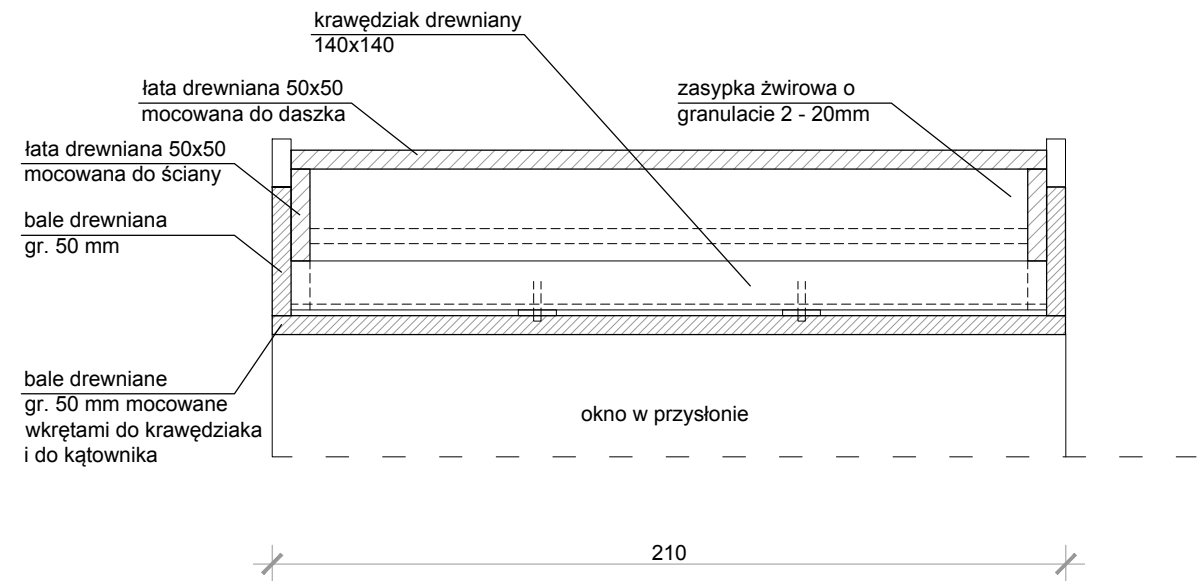 krawędziak drewniany
140x140
łata drewniana 50x50
mocowana do daszka
zasypka żwirowa o
granulacie 2 - 20mm
łata drewniana 50x50
mocowana do ściany
bale drewniana
gr. 50 mm
bale drewniane
gr. 50 mm mocowane
wkrętami do krawędziaka
i do kątownika
okno w przysłonie
210